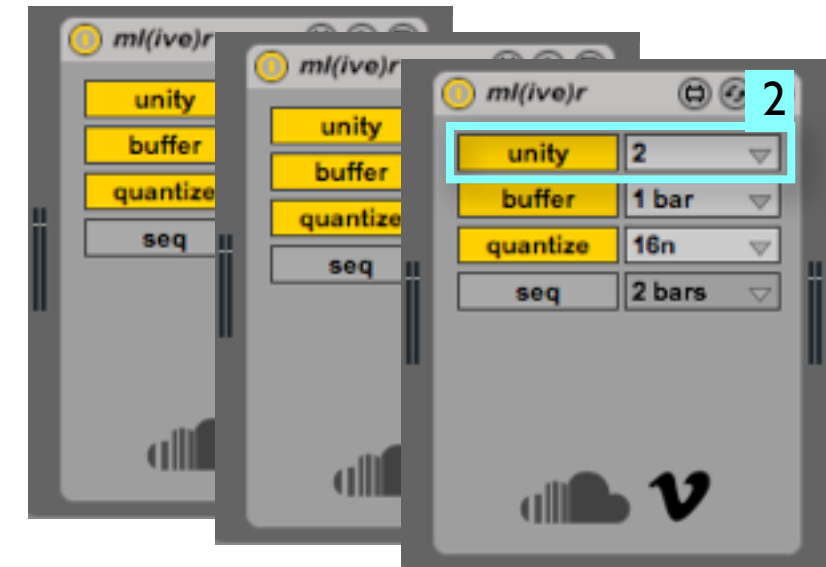 ml(ive)r
unity
buffer
quantize
seq
ml(ive)r
unity
buffer
quantize
seq
ml(ive)r
2
unity 2
buffer 1 bar
quantize 16n
seq 2 bars